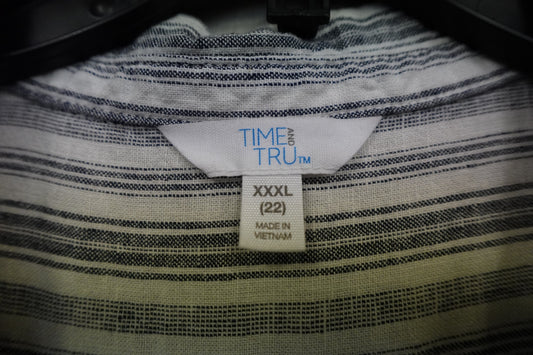 TIME AND
TRU™
XXXL
(22)
MADE IN
VIETNAM